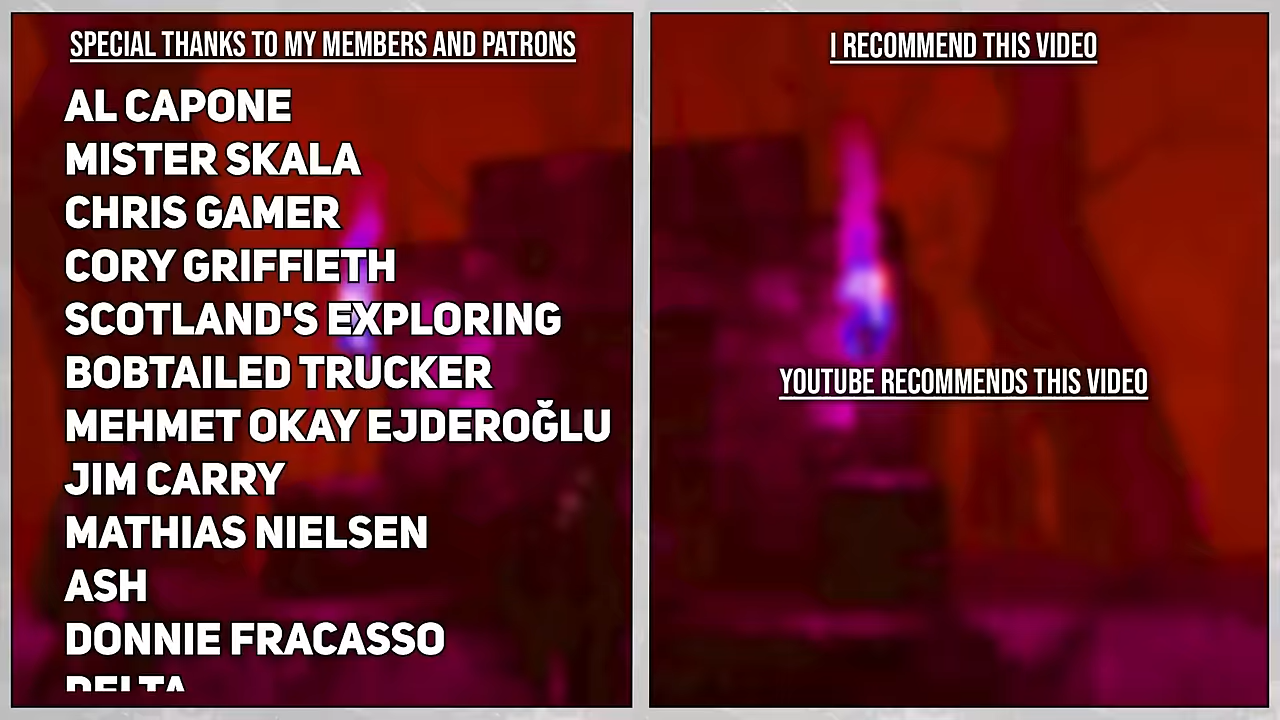 SPECIAL THANKS TO MY MEMBERS AND PATRONS
AL CAPONE
MISTER SKALA
CHRIS GAMER
CORY GRIFFIETH
SCOTLAND'S EXPLORING
BOBTAILED TRUCKER
MEHMET OKAY EJDEROĞLU
JIM CARRY
MATHIAS NIELSEN
ASH
DONNIE FRACASSO
DELTA
I RECOMMEND THIS VIDEO
YOUTUBE RECOMMENDS THIS VIDEO